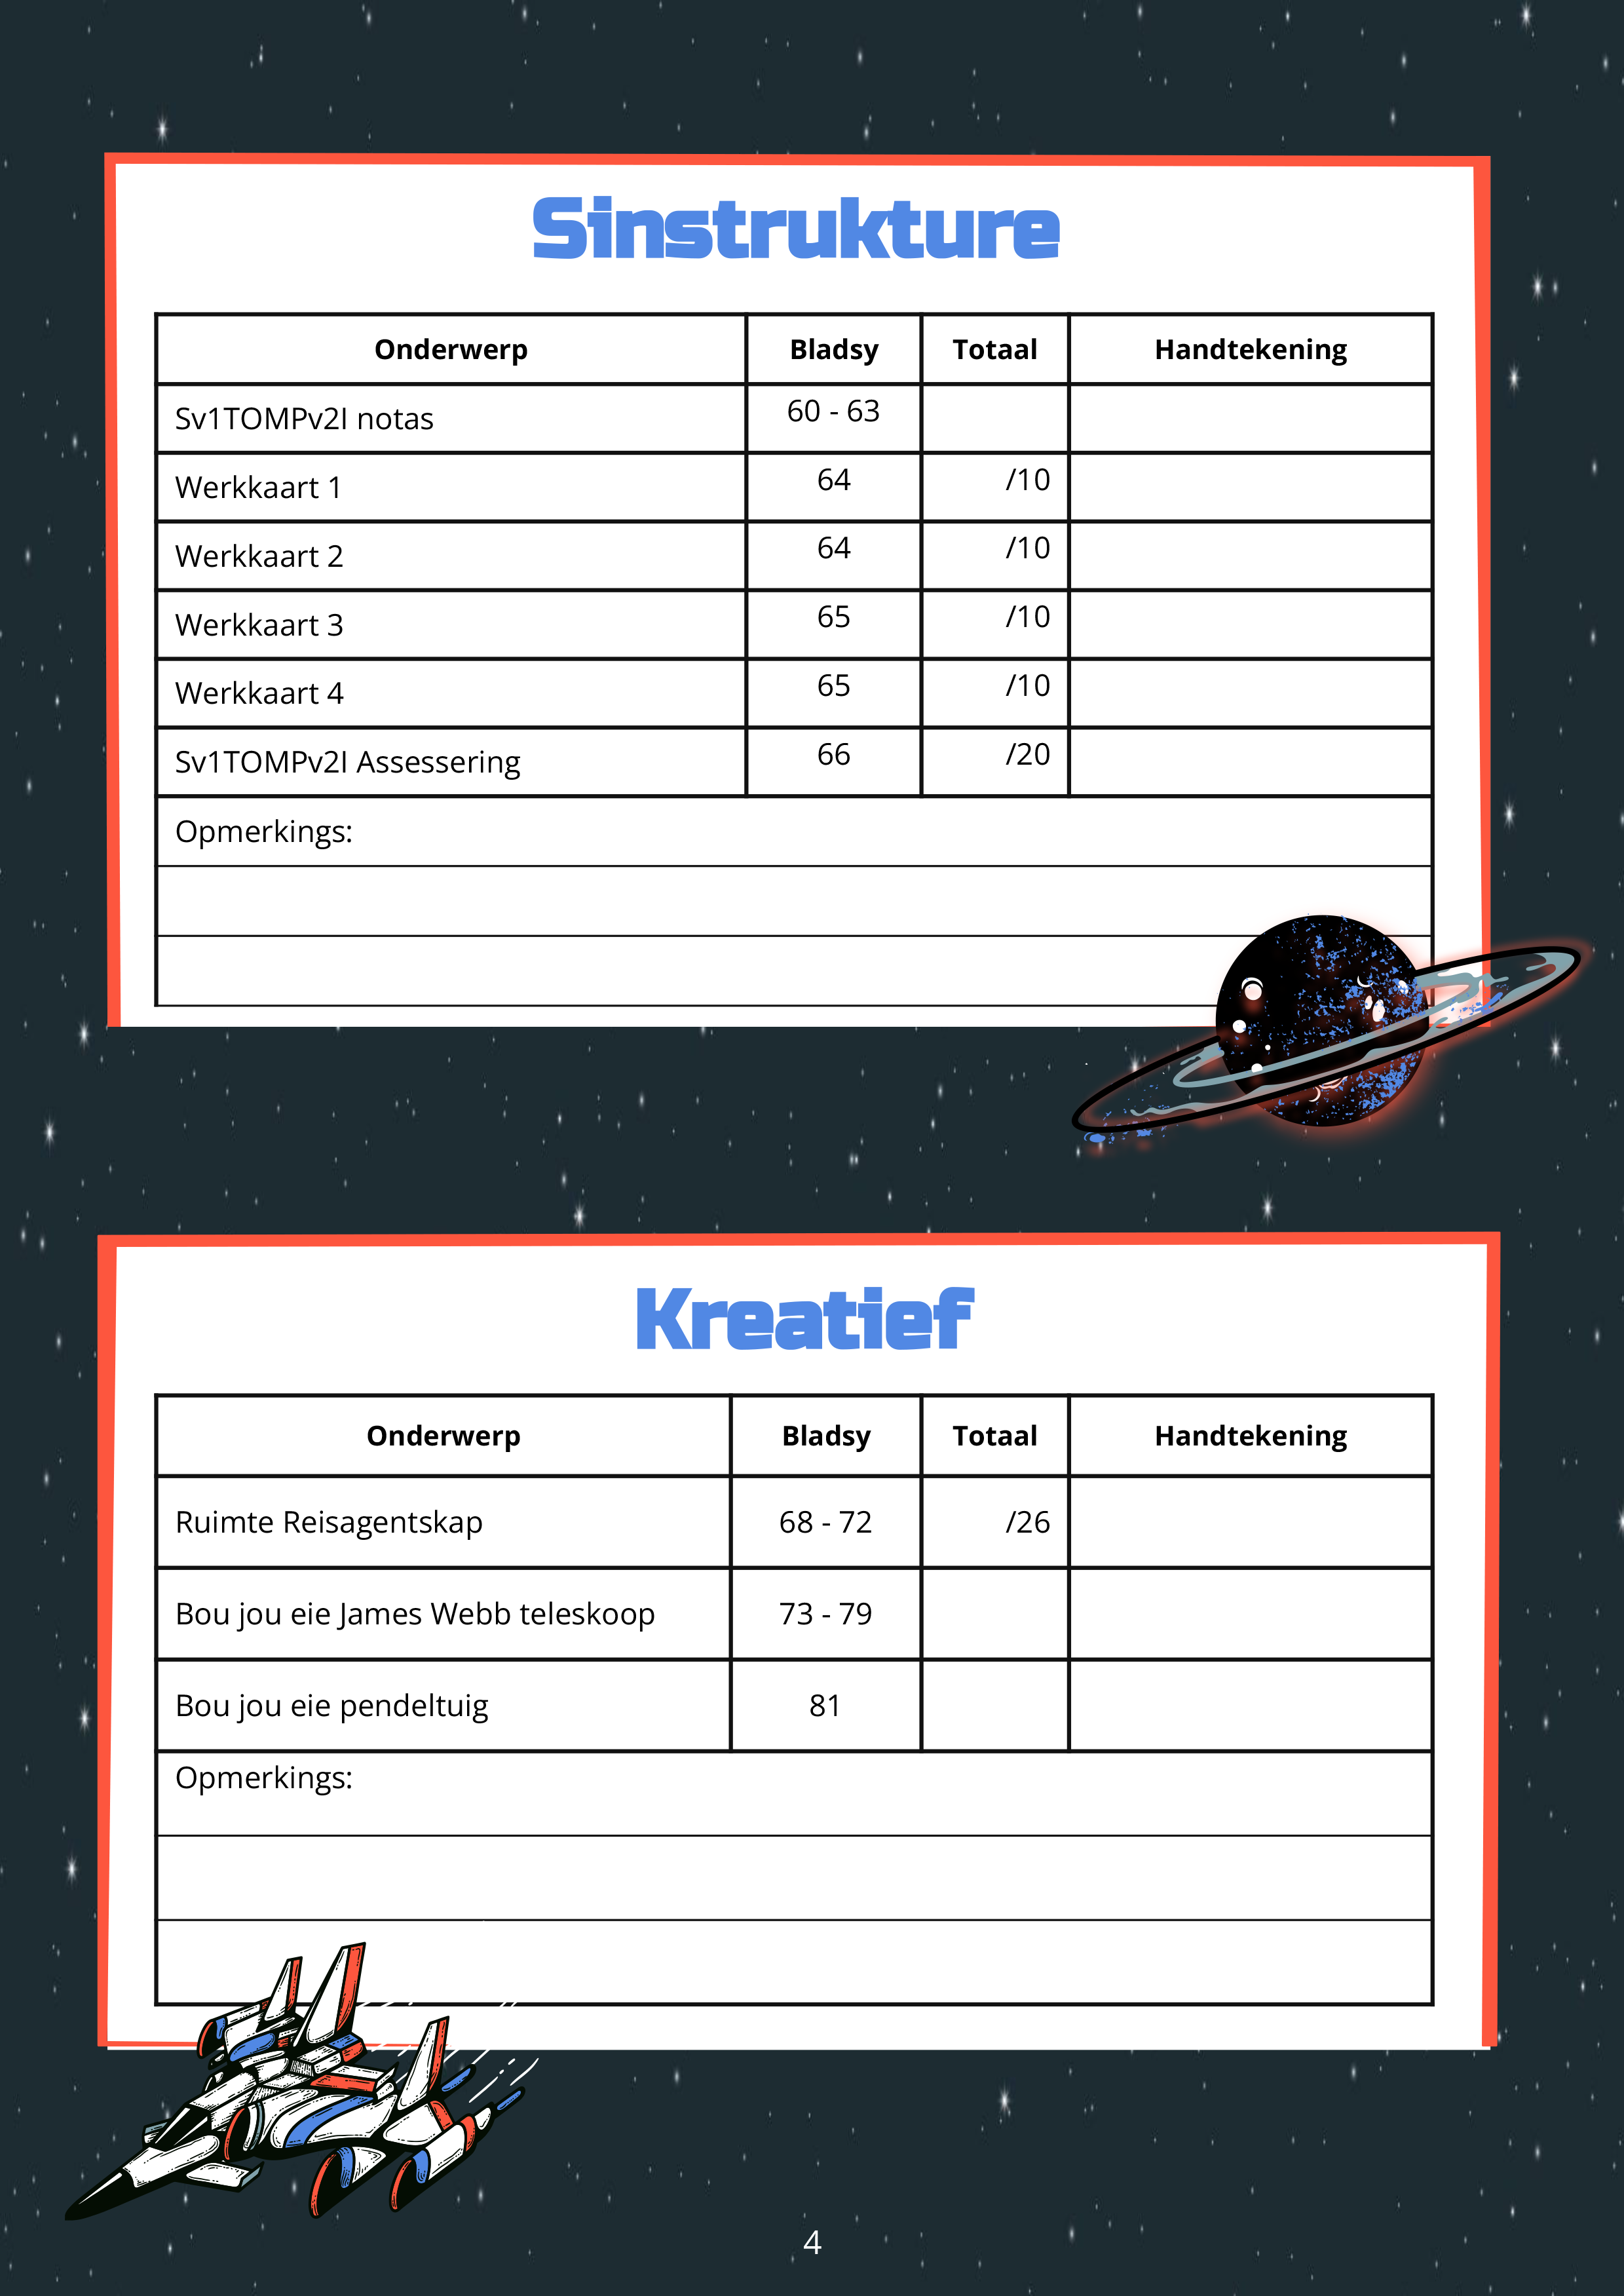 Sinstrukture
Onderwerp Bladsy Totaal Handtekening
Sv1TOMPv2I notas 60 - 63
Werkkaart 1 64 /10
Werkkaart 2 64 /10
Werkkaart 3 65 /10
Werkkaart 4 65 /10
Sv1TOMPv2I Assessering 66 /20
Opmerkings:
Kreatief
Onderwerp Bladsy Totaal Handtekening
Ruimte Reisagentskap 68 - 72 /26
Bou jou eie James Webb teleskoop 73 - 79
Bou jou eie pendeltuig 81
Opmerkings:
4